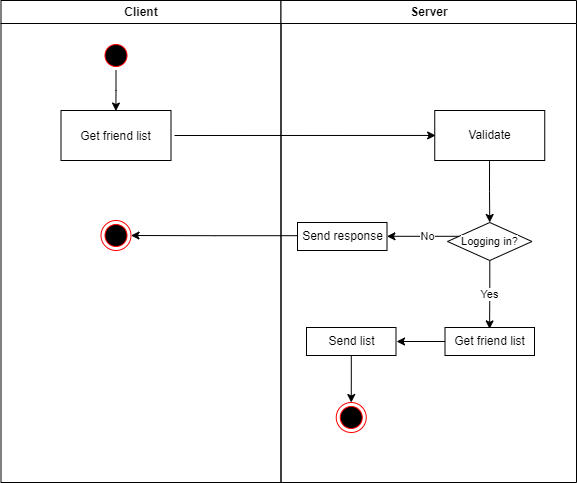 Client
Server
Get friend list
Validate
Send response
No
Logging in?
Yes
Send list
Get friend list